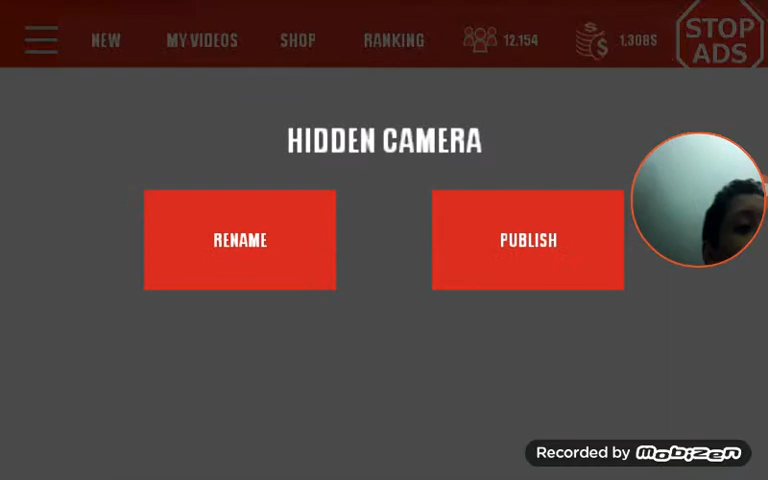 NEW MY VIDEOS SHOP RANKING 12,154 1,308$ STOP ADS
HIDDEN CAMERA
RENAME PUBLISH
Recorded by mobizen